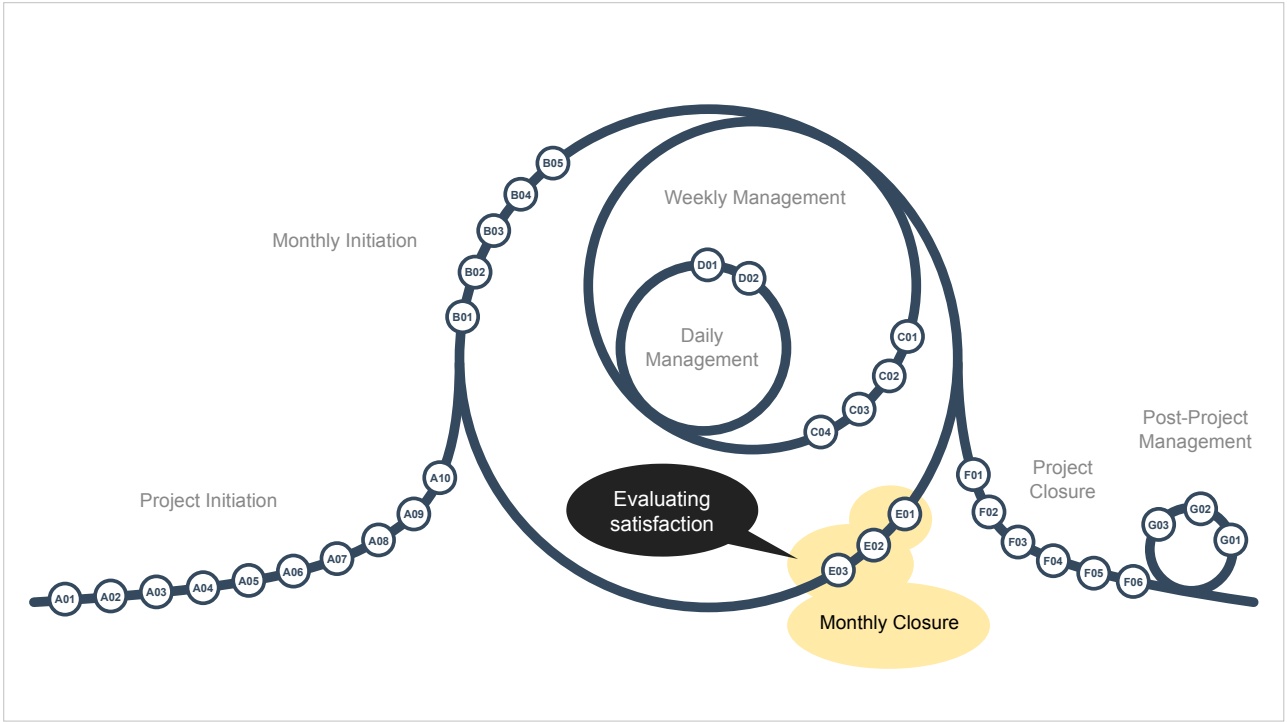 B05
B04
Weekly Management
B03
Monthly Initiation
D01
B02
D02
B01
C01
Daily
Management
C02
C03
Post-Project
Management
C04
Project
Closure
F01
A10
Project Initiation
Evaluating
satisfaction
E01
G02
F02
A09
G03
A08
E02
F03
G01
A07
F04
A06
E03
F05
A05
F06
A04
A03
A02
A01
Monthly Closure